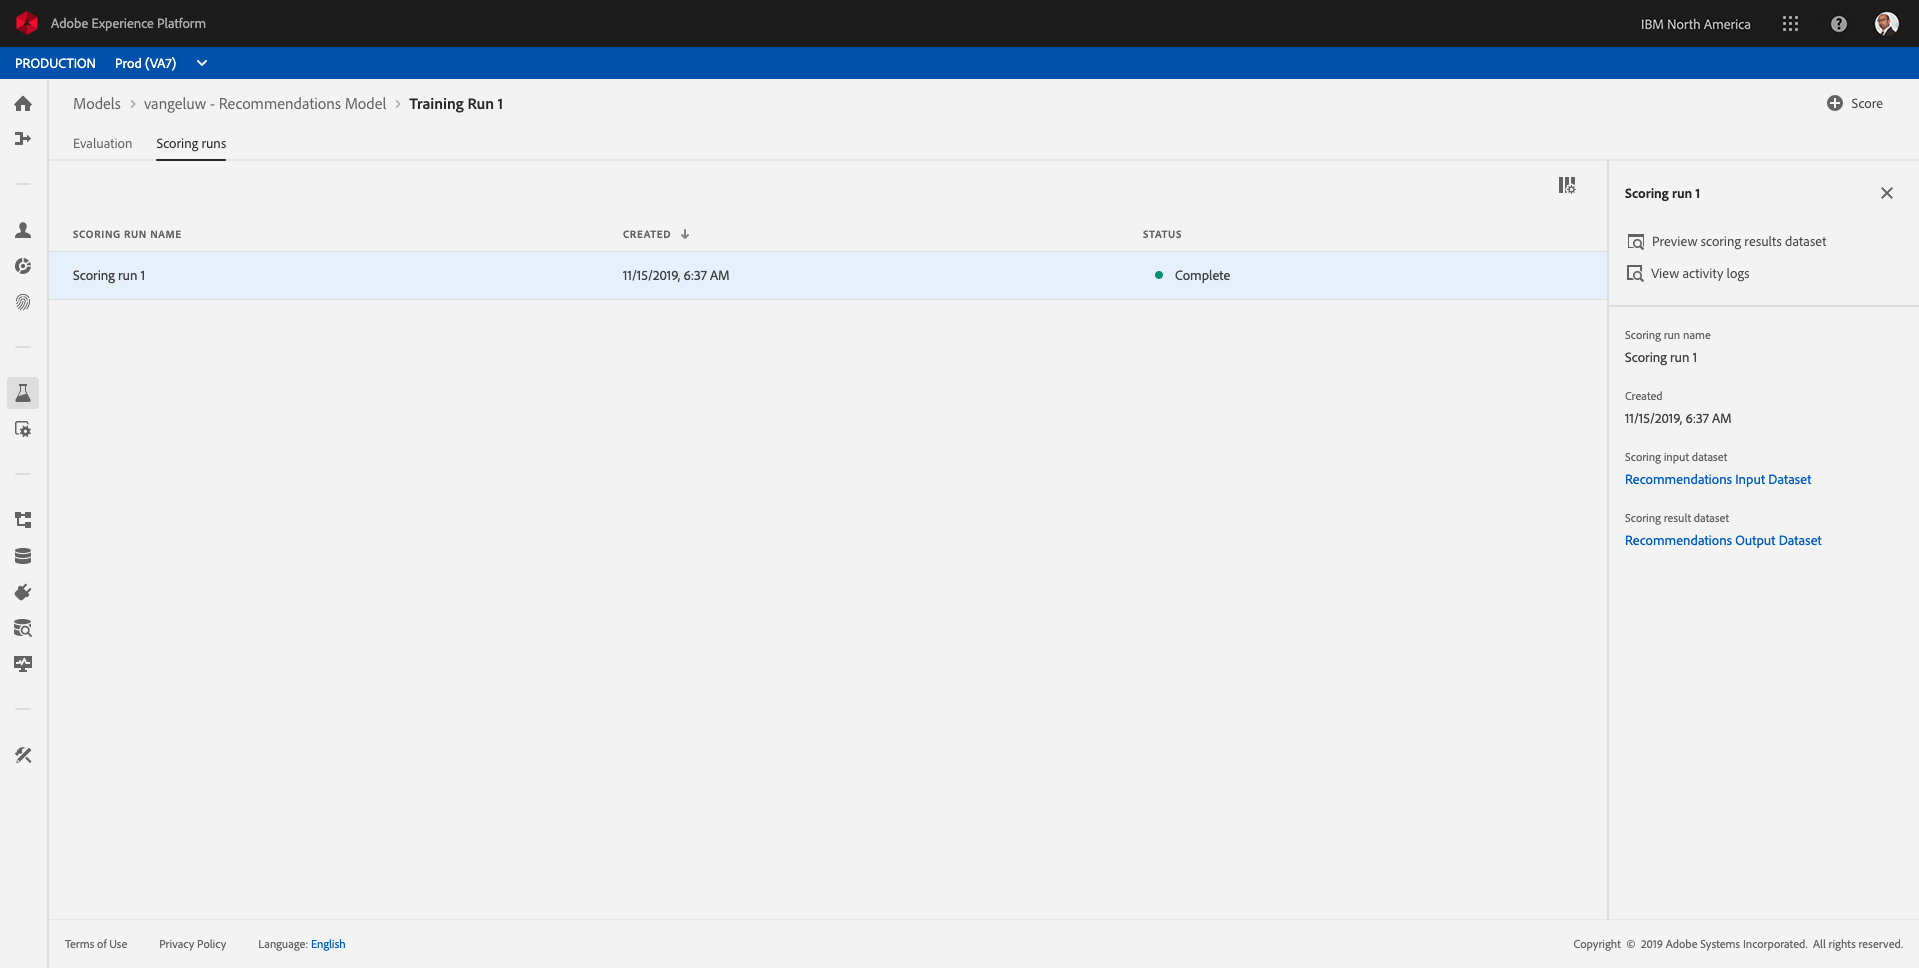 Adobe Experience Platform
IBM North America
PRODUCTION Prod (VA7)
Models > vangeluw - Recommendations Model > Training Run 1
Score
Evaluation Scoring runs
SCORING RUN NAME CREATED ↓ STATUS
Scoring run 1 11/15/2019, 6:37 AM Complete
Scoring run 1
Preview scoring results dataset
View activity logs
Scoring run name
Scoring run 1
Created
11/15/2019, 6:37 AM
Scoring input dataset
Recommendations Input Dataset
Scoring result dataset
Recommendations Output Dataset
Terms of Use Privacy Policy Language: English
Copyright © 2019 Adobe Systems Incorporated. All rights reserved.